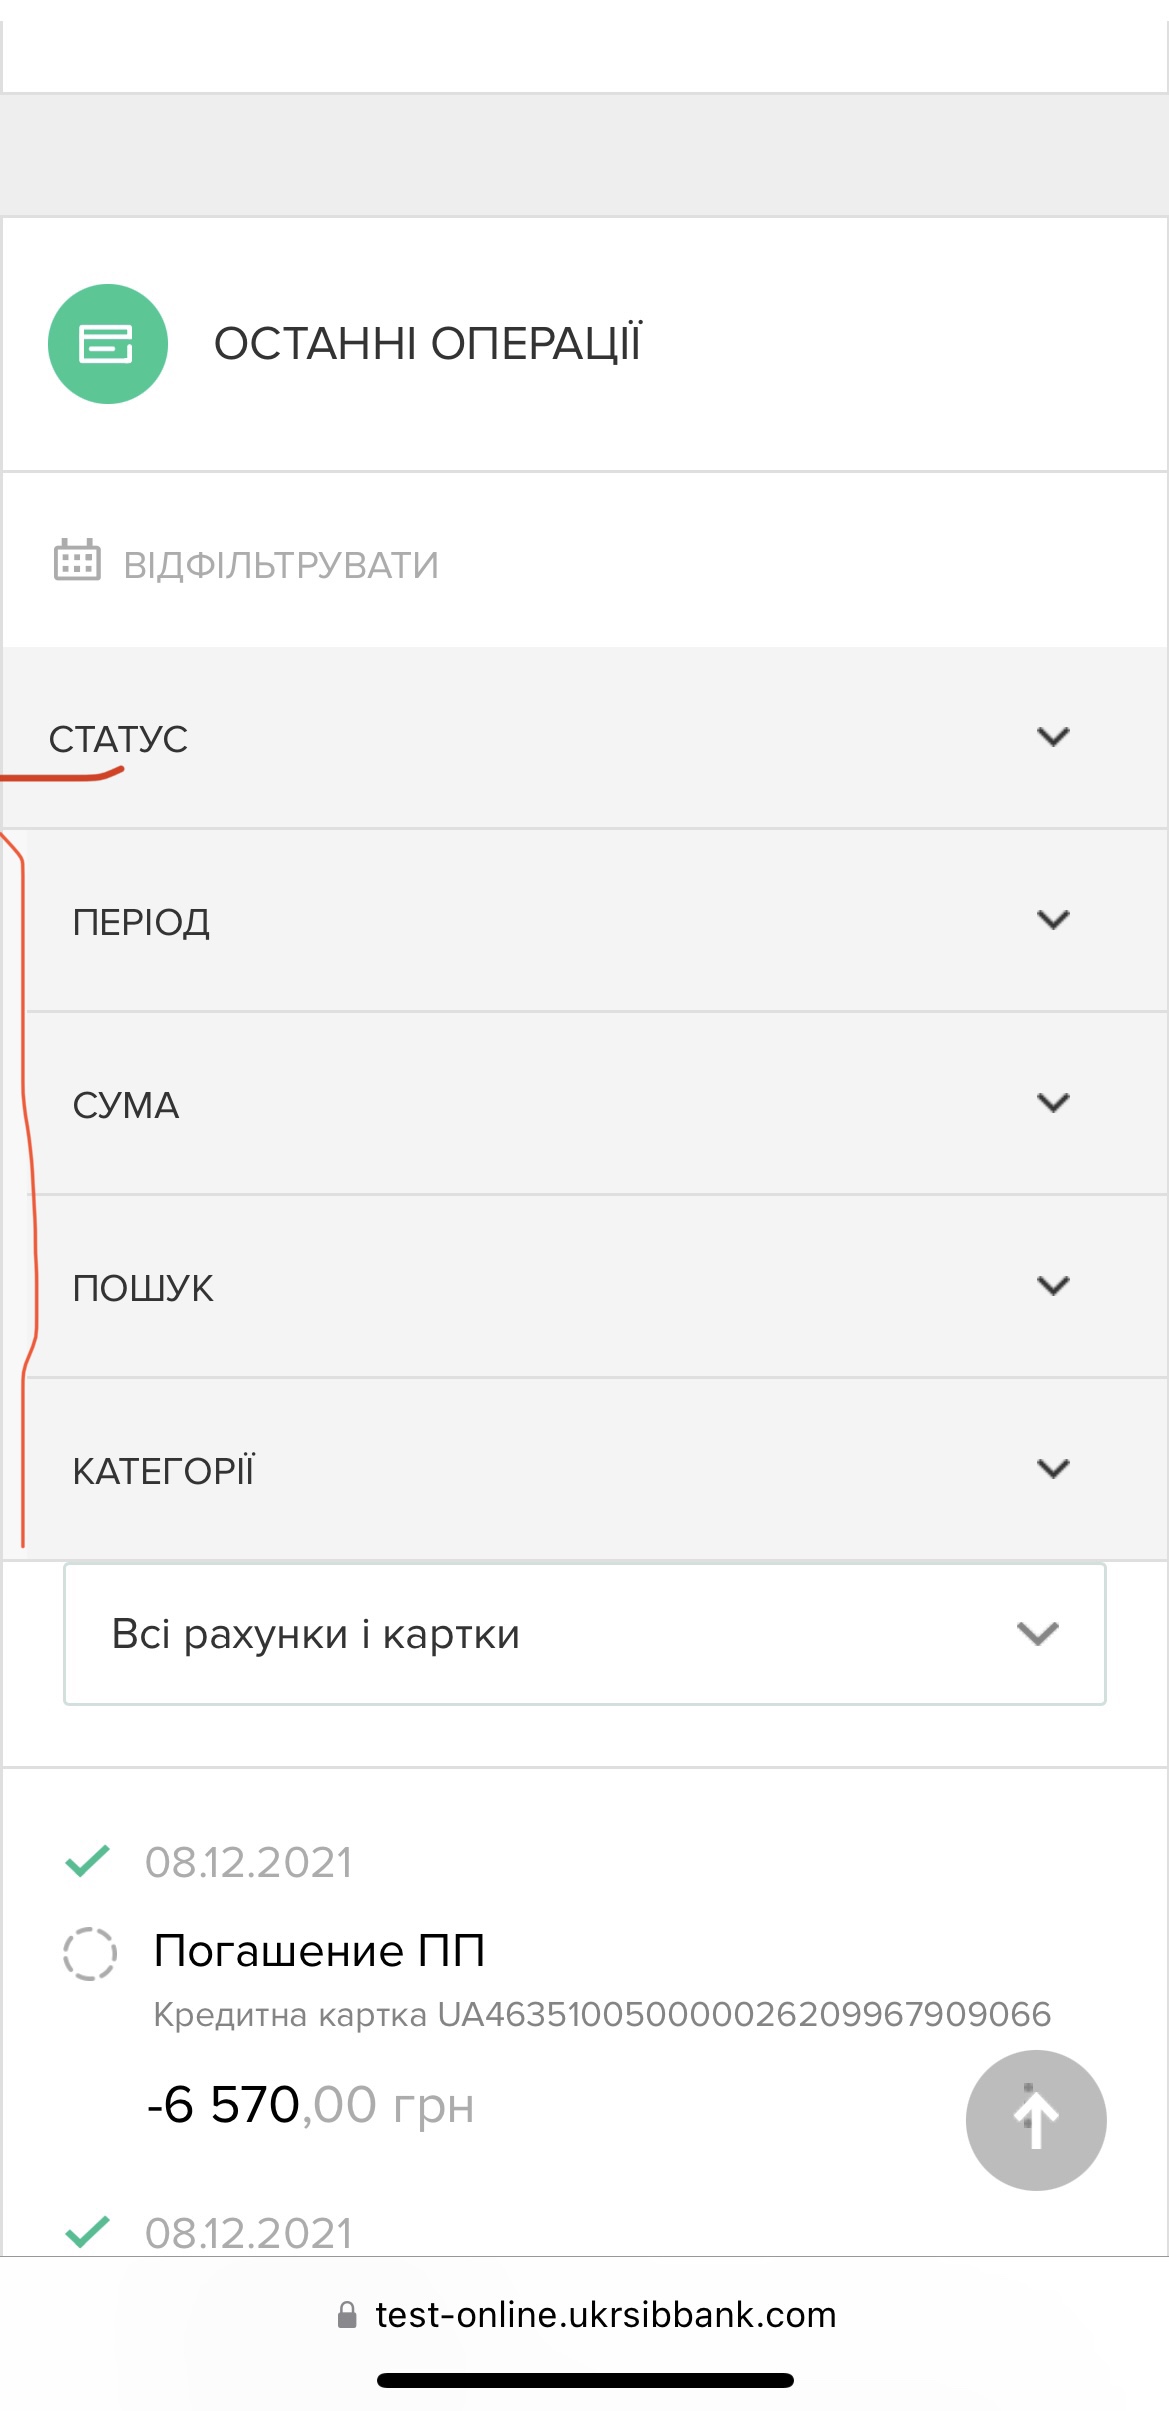 ОСТАННІ ОПЕРАЦІЇ
ВІДФІЛЬТРУВАТИ
СТАТУС
ПЕРІОД
СУМА
ПОШУК
КАТЕГОРІЇ
Всі рахунки і картки
08.12.2021
Погашение ПП
Кредитна картка UA463510050000026209967909066
-6 570,00 грн
08.12.2021
test-online.ukrsibbank.com